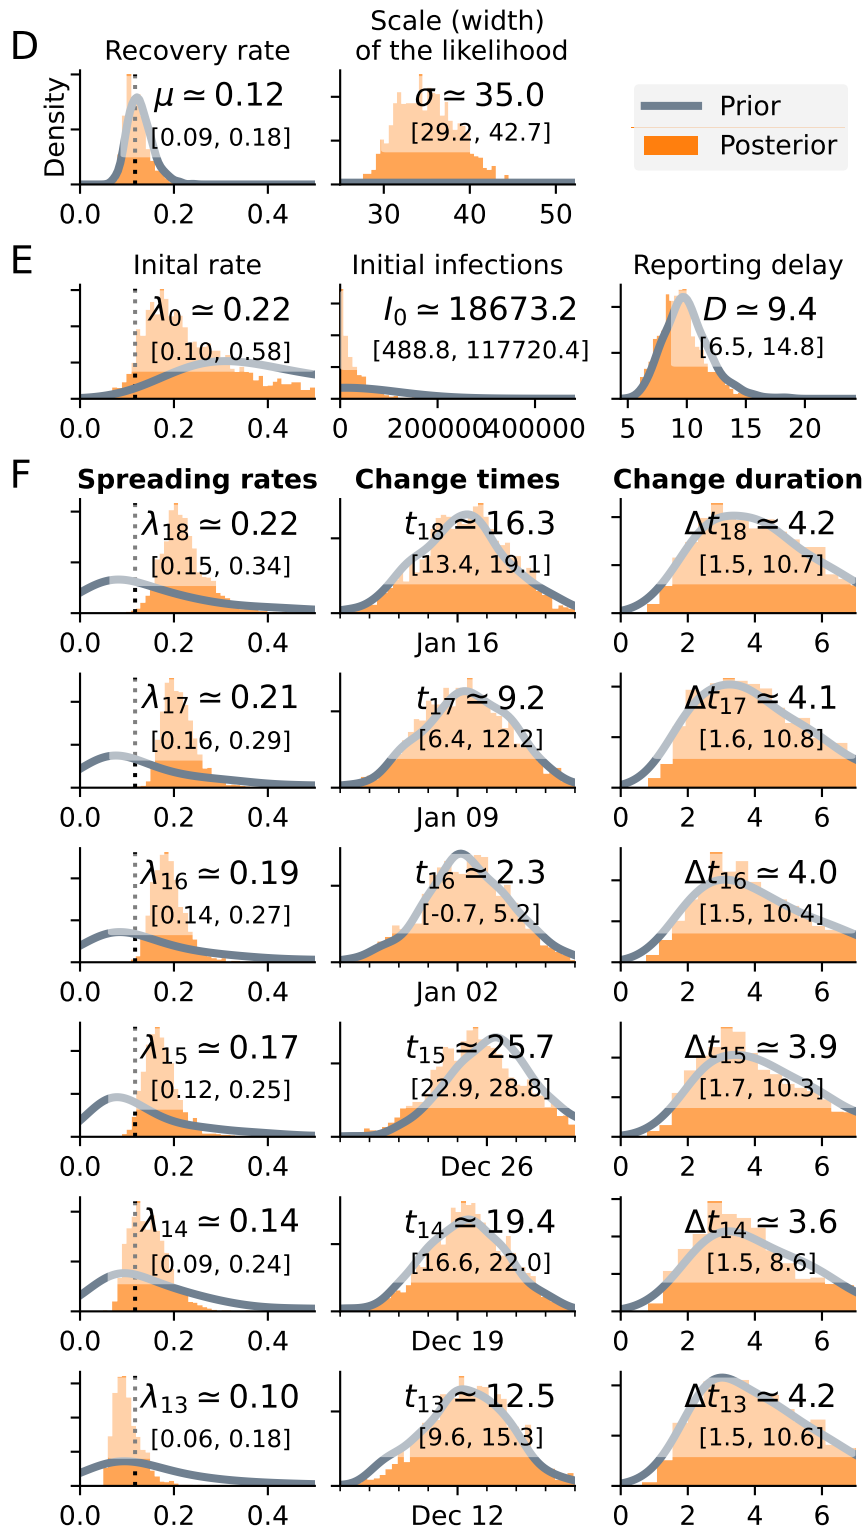 D
Recovery rate
Scale (width)
of the likelihood
Density
μ ≃ 0.12
[0.09, 0.18]
σ ≃ 35.0
[29.2, 42.7]
Prior
Posterior
0.0 0.2 0.4
30 40 50
E
Inital rate
Initial infections
Reporting delay
λ0 ≃ 0.22
[0.10, 0.58]
I0 ≃ 18673.2
[488.8, 117720.4]
D ≃ 9.4
[6.5, 14.8]
0.0 0.2 0.4
0 200000 400000
5 10 15 20
F
Spreading rates
Change times
Change duration
λ18 ≃ 0.22
[0.15, 0.34]
t18 ≃ 16.3
[13.4, 19.1]
Δt18 ≃ 4.2
[1.5, 10.7]
0.0 0.2 0.4
Jan 16
0 2 4 6
λ17 ≃ 0.21
[0.16, 0.29]
t17 ≃ 9.2
[6.4, 12.2]
Δt17 ≃ 4.1
[1.6, 10.8]
0.0 0.2 0.4
Jan 09
0 2 4 6
λ16 ≃ 0.19
[0.14, 0.27]
t16 ≃ 2.3
[-0.7, 5.2]
Δt16 ≃ 4.0
[1.5, 10.4]
0.0 0.2 0.4
Jan 02
0 2 4 6
λ15 ≃ 0.17
[0.12, 0.25]
t15 ≃ 25.7
[22.9, 28.8]
Δt15 ≃ 3.9
[1.7, 10.3]
0.0 0.2 0.4
Dec 26
0 2 4 6
λ14 ≃ 0.14
[0.09, 0.24]
t14 ≃ 19.4
[16.6, 22.0]
Δt14 ≃ 3.6
[1.5, 8.6]
0.0 0.2 0.4
Dec 19
0 2 4 6
λ13 ≃ 0.10
[0.06, 0.18]
t13 ≃ 12.5
[9.6, 15.3]
Δt13 ≃ 4.2
[1.5, 10.6]
0.0 0.2 0.4
Dec 12
0 2 4 6